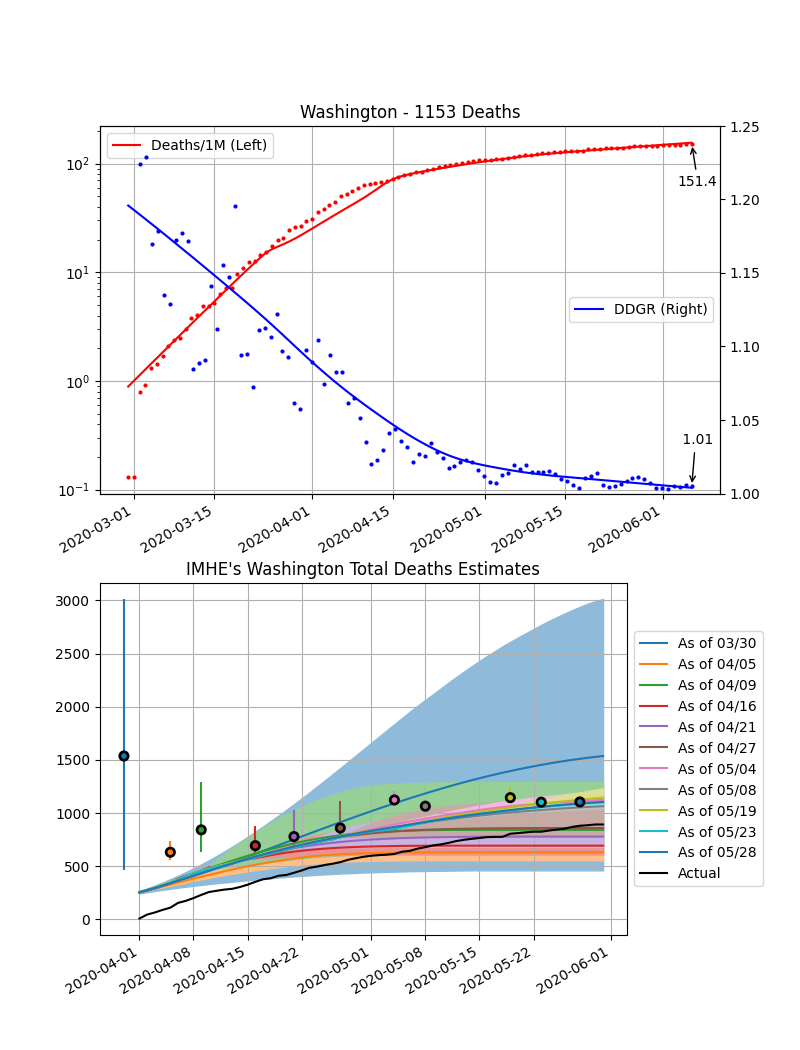 Washington - 1153 Deaths
Deaths/1M (Left)
DDGR (Right)
151.4
1.01
10²
10¹
10⁰
10⁻¹
1.25
1.20
1.15
1.10
1.05
1.00
2020-03-01
2020-03-15
2020-04-01
2020-04-15
2020-05-01
2020-05-15
2020-06-01
IMHE's Washington Total Deaths Estimates
3000
2500
2000
1500
1000
500
0
2020-04-01
2020-04-08
2020-04-15
2020-04-22
2020-05-01
2020-05-08
2020-05-15
2020-05-22
2020-06-01
As of 03/30
As of 04/05
As of 04/09
As of 04/16
As of 04/21
As of 04/27
As of 05/04
As of 05/08
As of 05/19
As of 05/23
As of 05/28
Actual